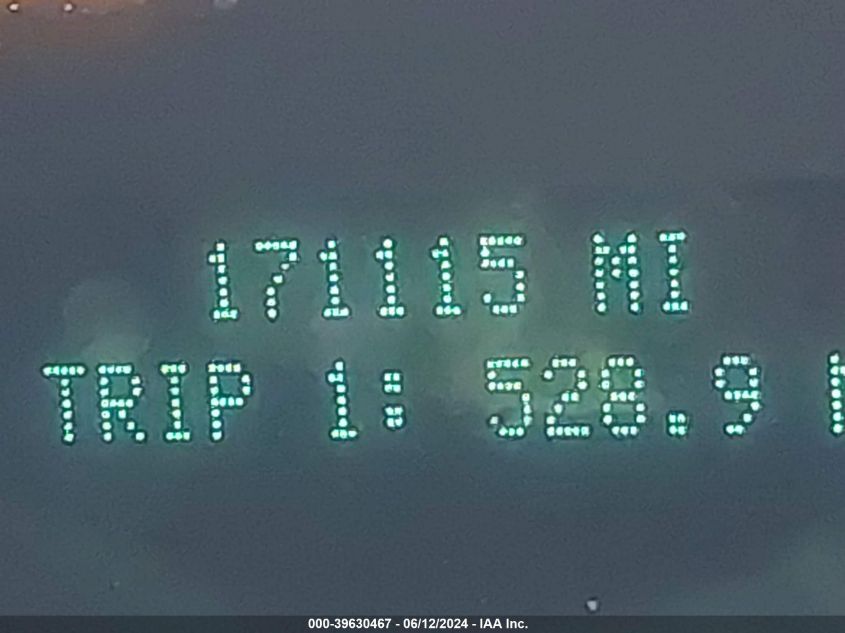 171115 MI
TRIP 1: 528.9
000-39630467 - 06/12/2024 - IAA Inc.